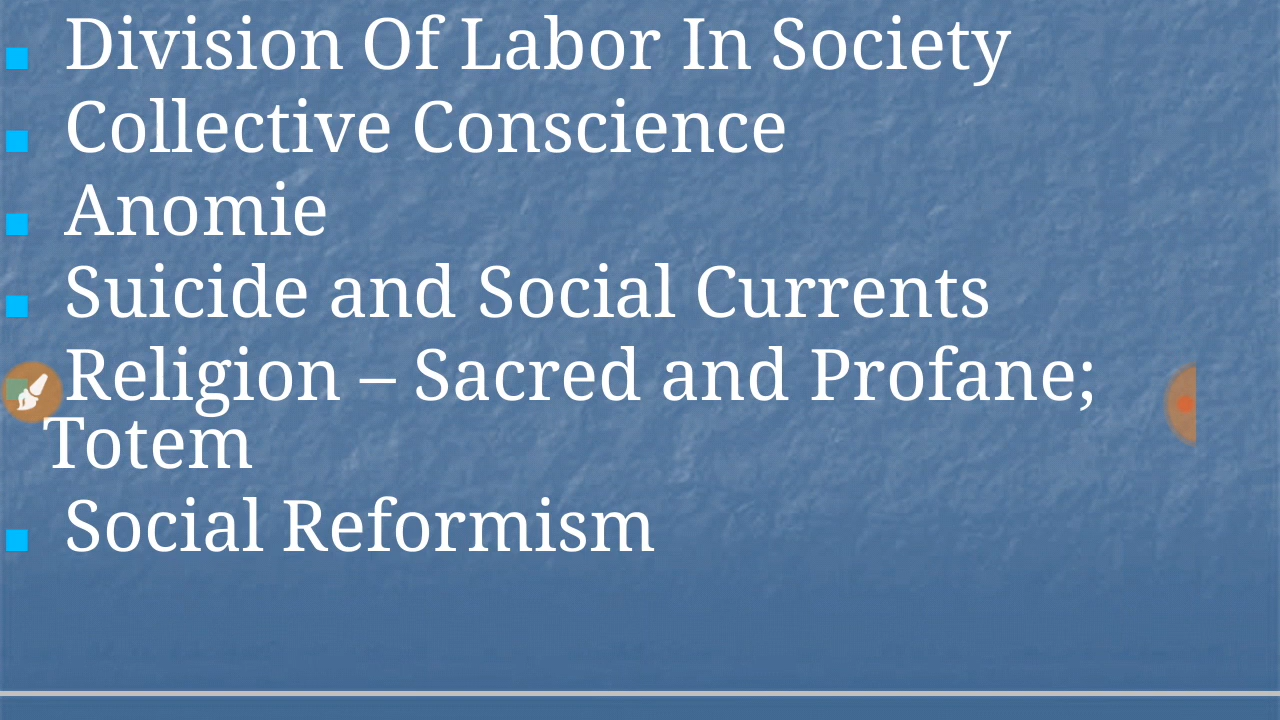 Division Of Labor In Society
Collective Conscience
Anomie
Suicide and Social Currents
Religion – Sacred and Profane;
Totem
Social Reformism